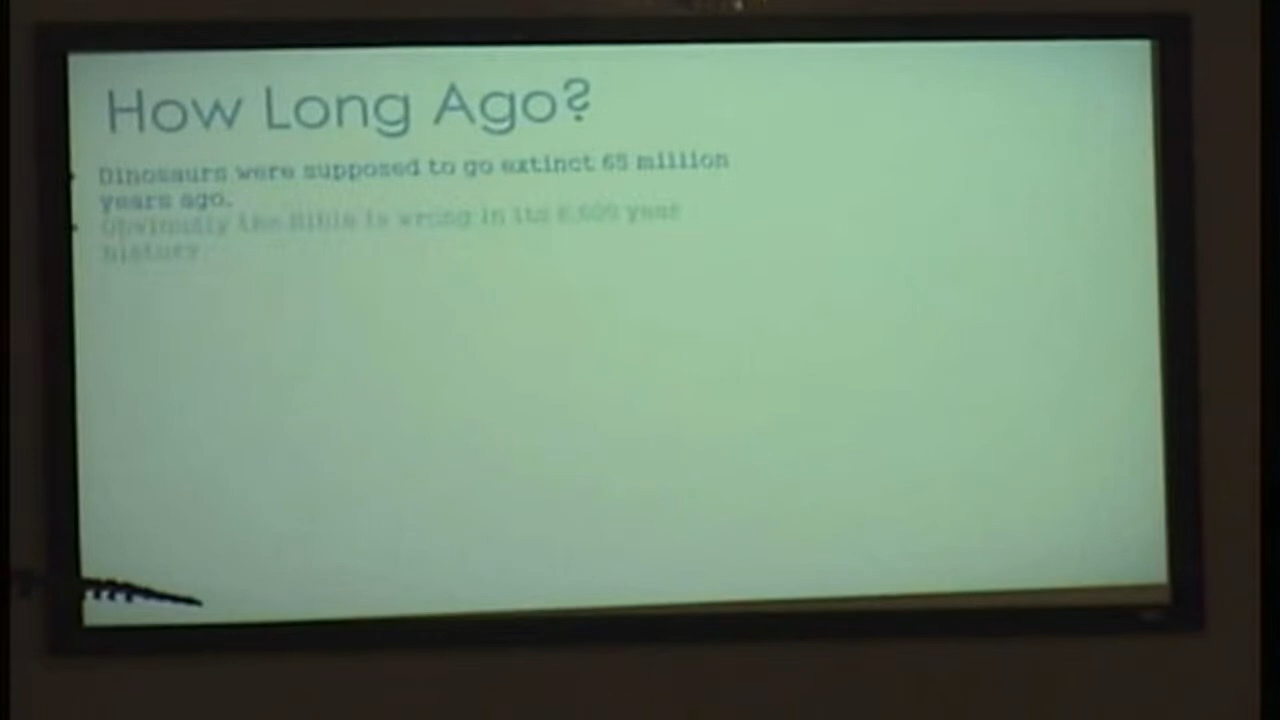 How Long Ago?
Dinosaurs were supposed to go extinct 65 million
years ago.
Obviously the Bible is wrong in its 6,000 year
history